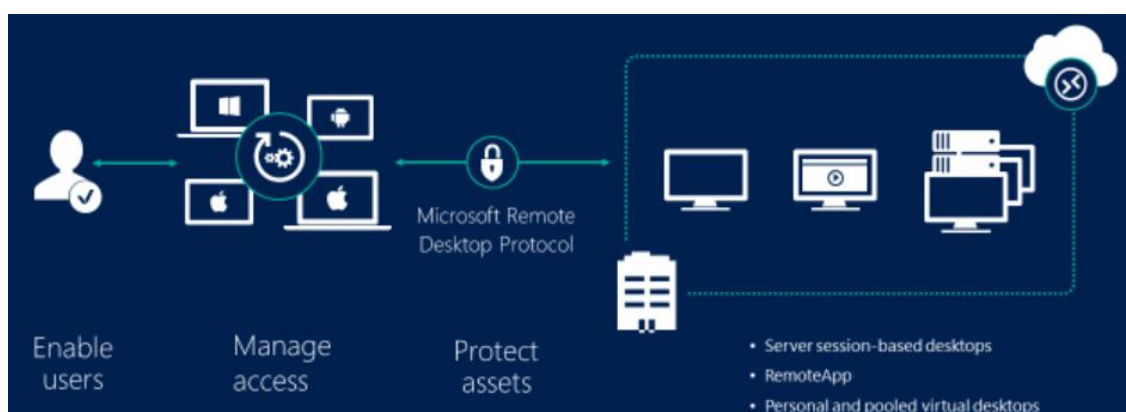 Microsoft Remote
Desktop Protocol
Enable
users
Manage
access
Protect
assets
• Server session-based desktops
• RemoteApp
• Personal and pooled virtual desktops